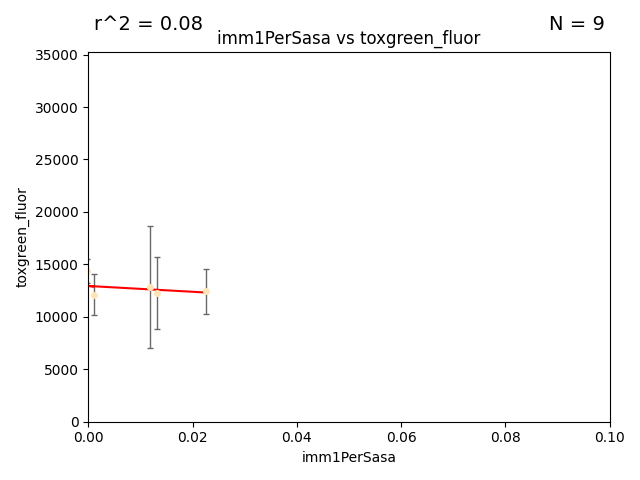 r^2 = 0.08
N = 9
imm1PerSasa vs toxgreen_fluor
35000
30000
25000
20000
15000
10000
5000
0
toxgreen_fluor
0.00
0.02
0.04
0.06
0.08
0.10
imm1PerSasa